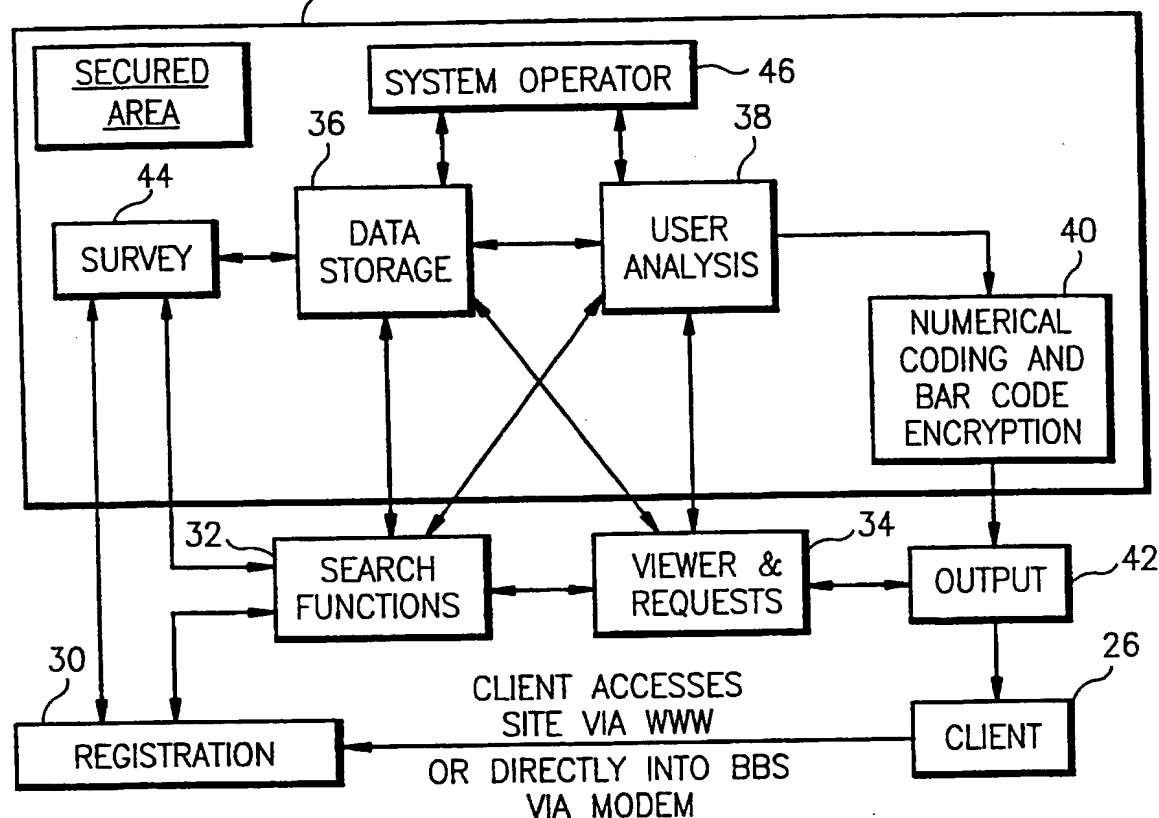 SECURED
AREA
SYSTEM OPERATOR
46
36
38
44
DATA
STORAGE
USER
ANALYSIS
SURVEY
40
NUMERICAL
CODING AND
BAR CODE
ENCRYPTION
32
SEARCH
FUNCTIONS
VIEWER &
REQUESTS
34
OUTPUT
42
30
REGISTRATION
CLIENT ACCESSES
SITE VIA WWW
OR DIRECTLY INTO BBS
VIA MODEM
26
CLIENT